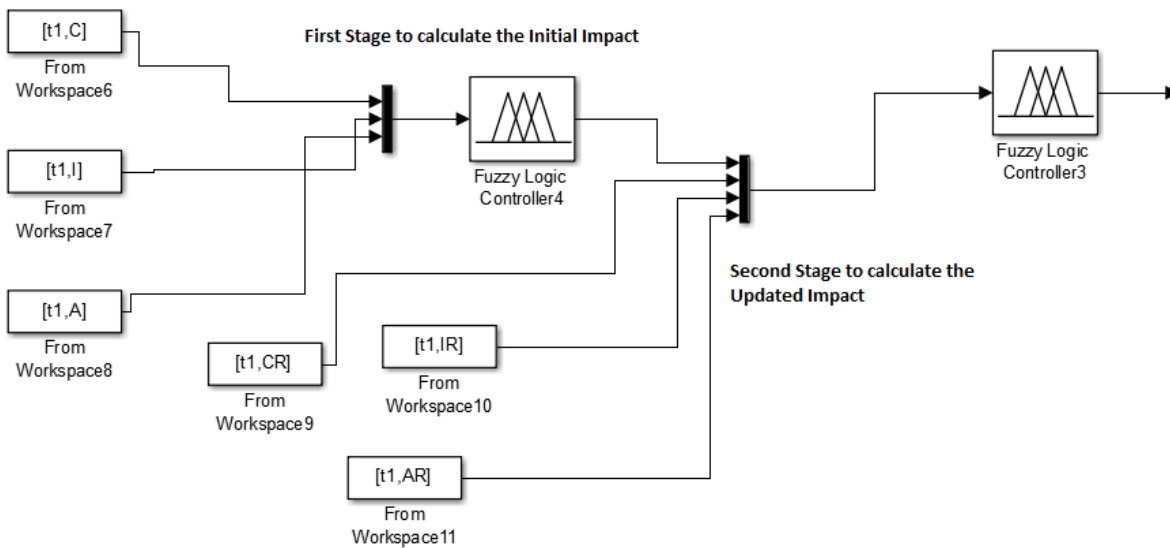 [t1,C]
From
Workspace6
First Stage to calculate the Initial Impact
Fuzzy Logic
Controller4
Fuzzy Logic
Controller3
[t1,I]
From
Workspace7
Second Stage to calculate the
Updated Impact
[t1,A]
From
Workspace8
[t1,CR]
From
Workspace9
[t1,IR]
From
Workspace10
[t1,AR]
From
Workspace11